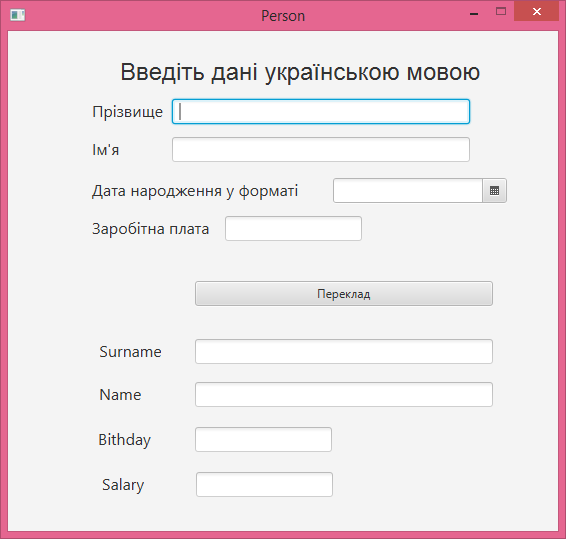 Person
Введіть дані українською мовою
Прізвище
Ім'я
Дата народження у форматі
Заробітна плата
Переклад
Surname
Name
Bithday
Salary